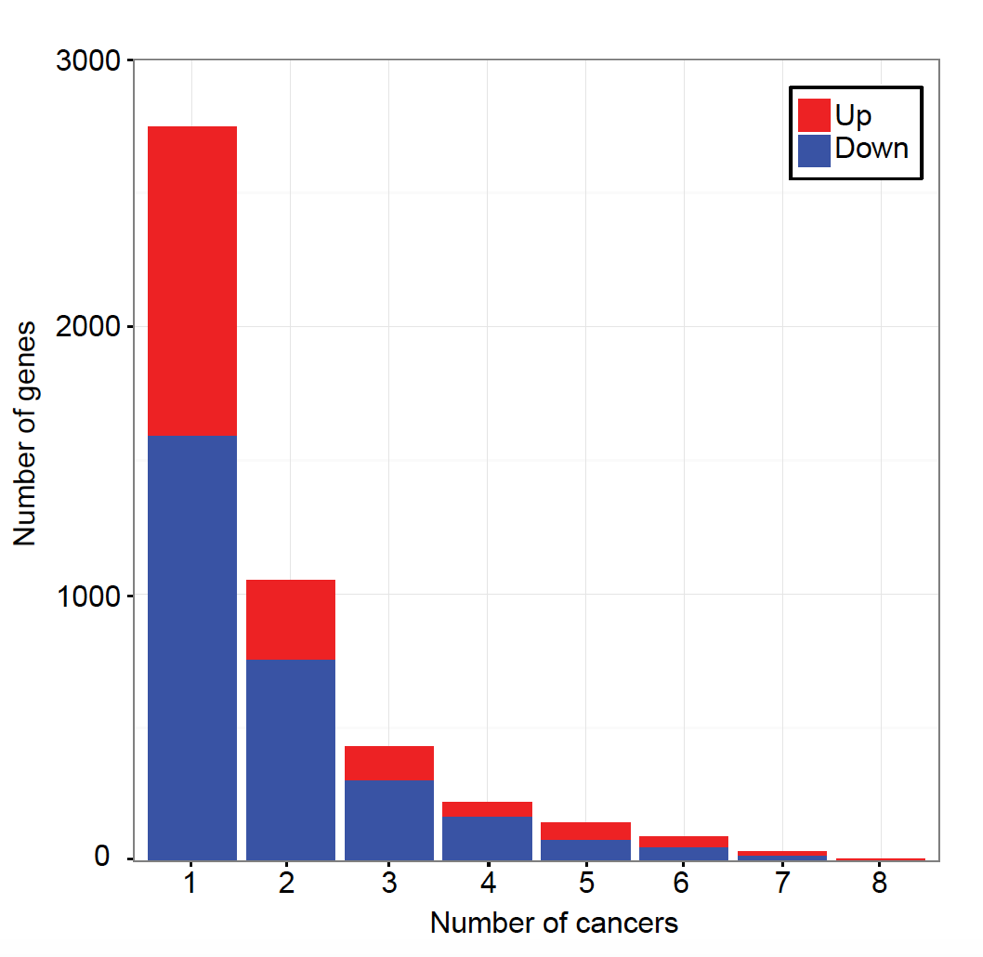 3000
Up
Down
2000
Number of genes
1000
0
1 2 3 4 5 6 7 8
Number of cancers